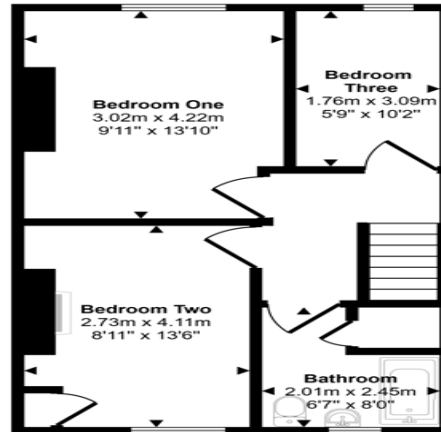 Bedroom One
3.02m x 4.22m
9'11" x 13'10"
Bedroom
Three
1.76m x 3.09m
5'9" x 10'2"
Bedroom Two
2.73m x 4.11m
8'11" x 13'6"
Bathroom
2.01m x 2.45m
6'7" x 8'0"